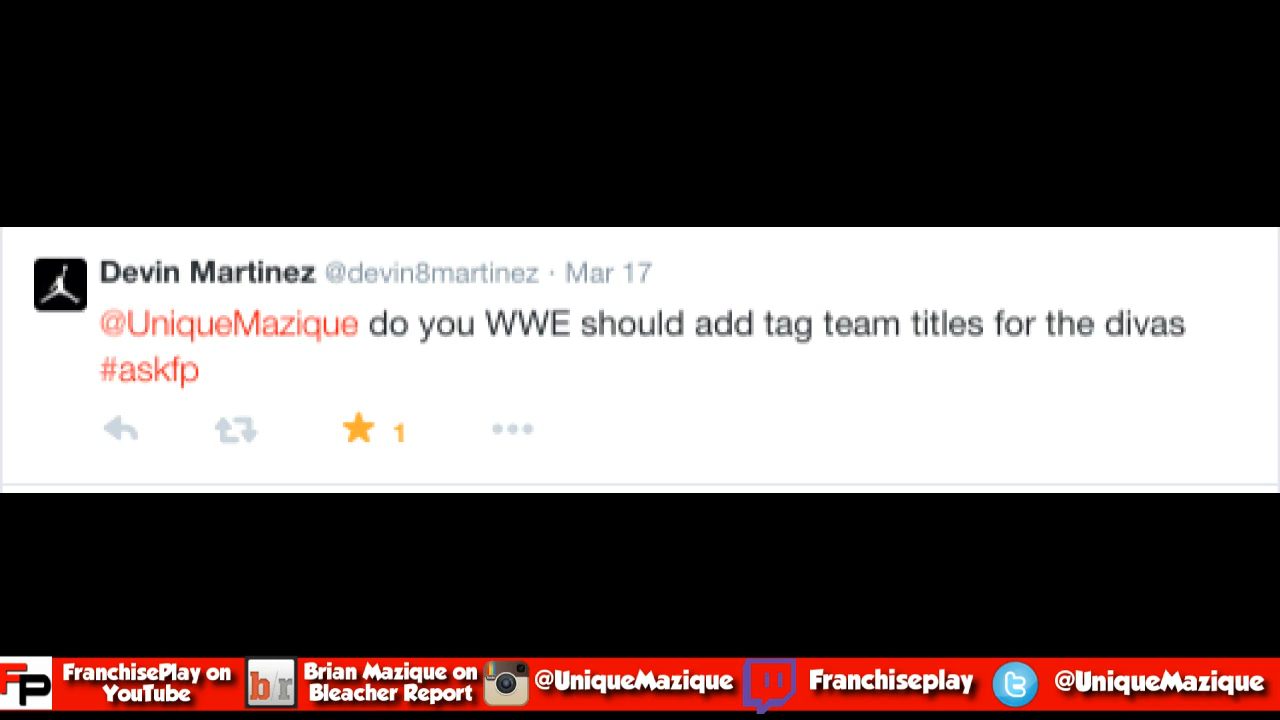 Devin Martinez @devin8martinez · Mar 17
@UniqueMazique do you WWE should add tag team titles for the divas
#askfp
1
FP
FranchisePlay on
YouTube
b/r
Brian Mazique on
Bleacher Report
@UniqueMazique
Franchiseplay
@UniqueMazique